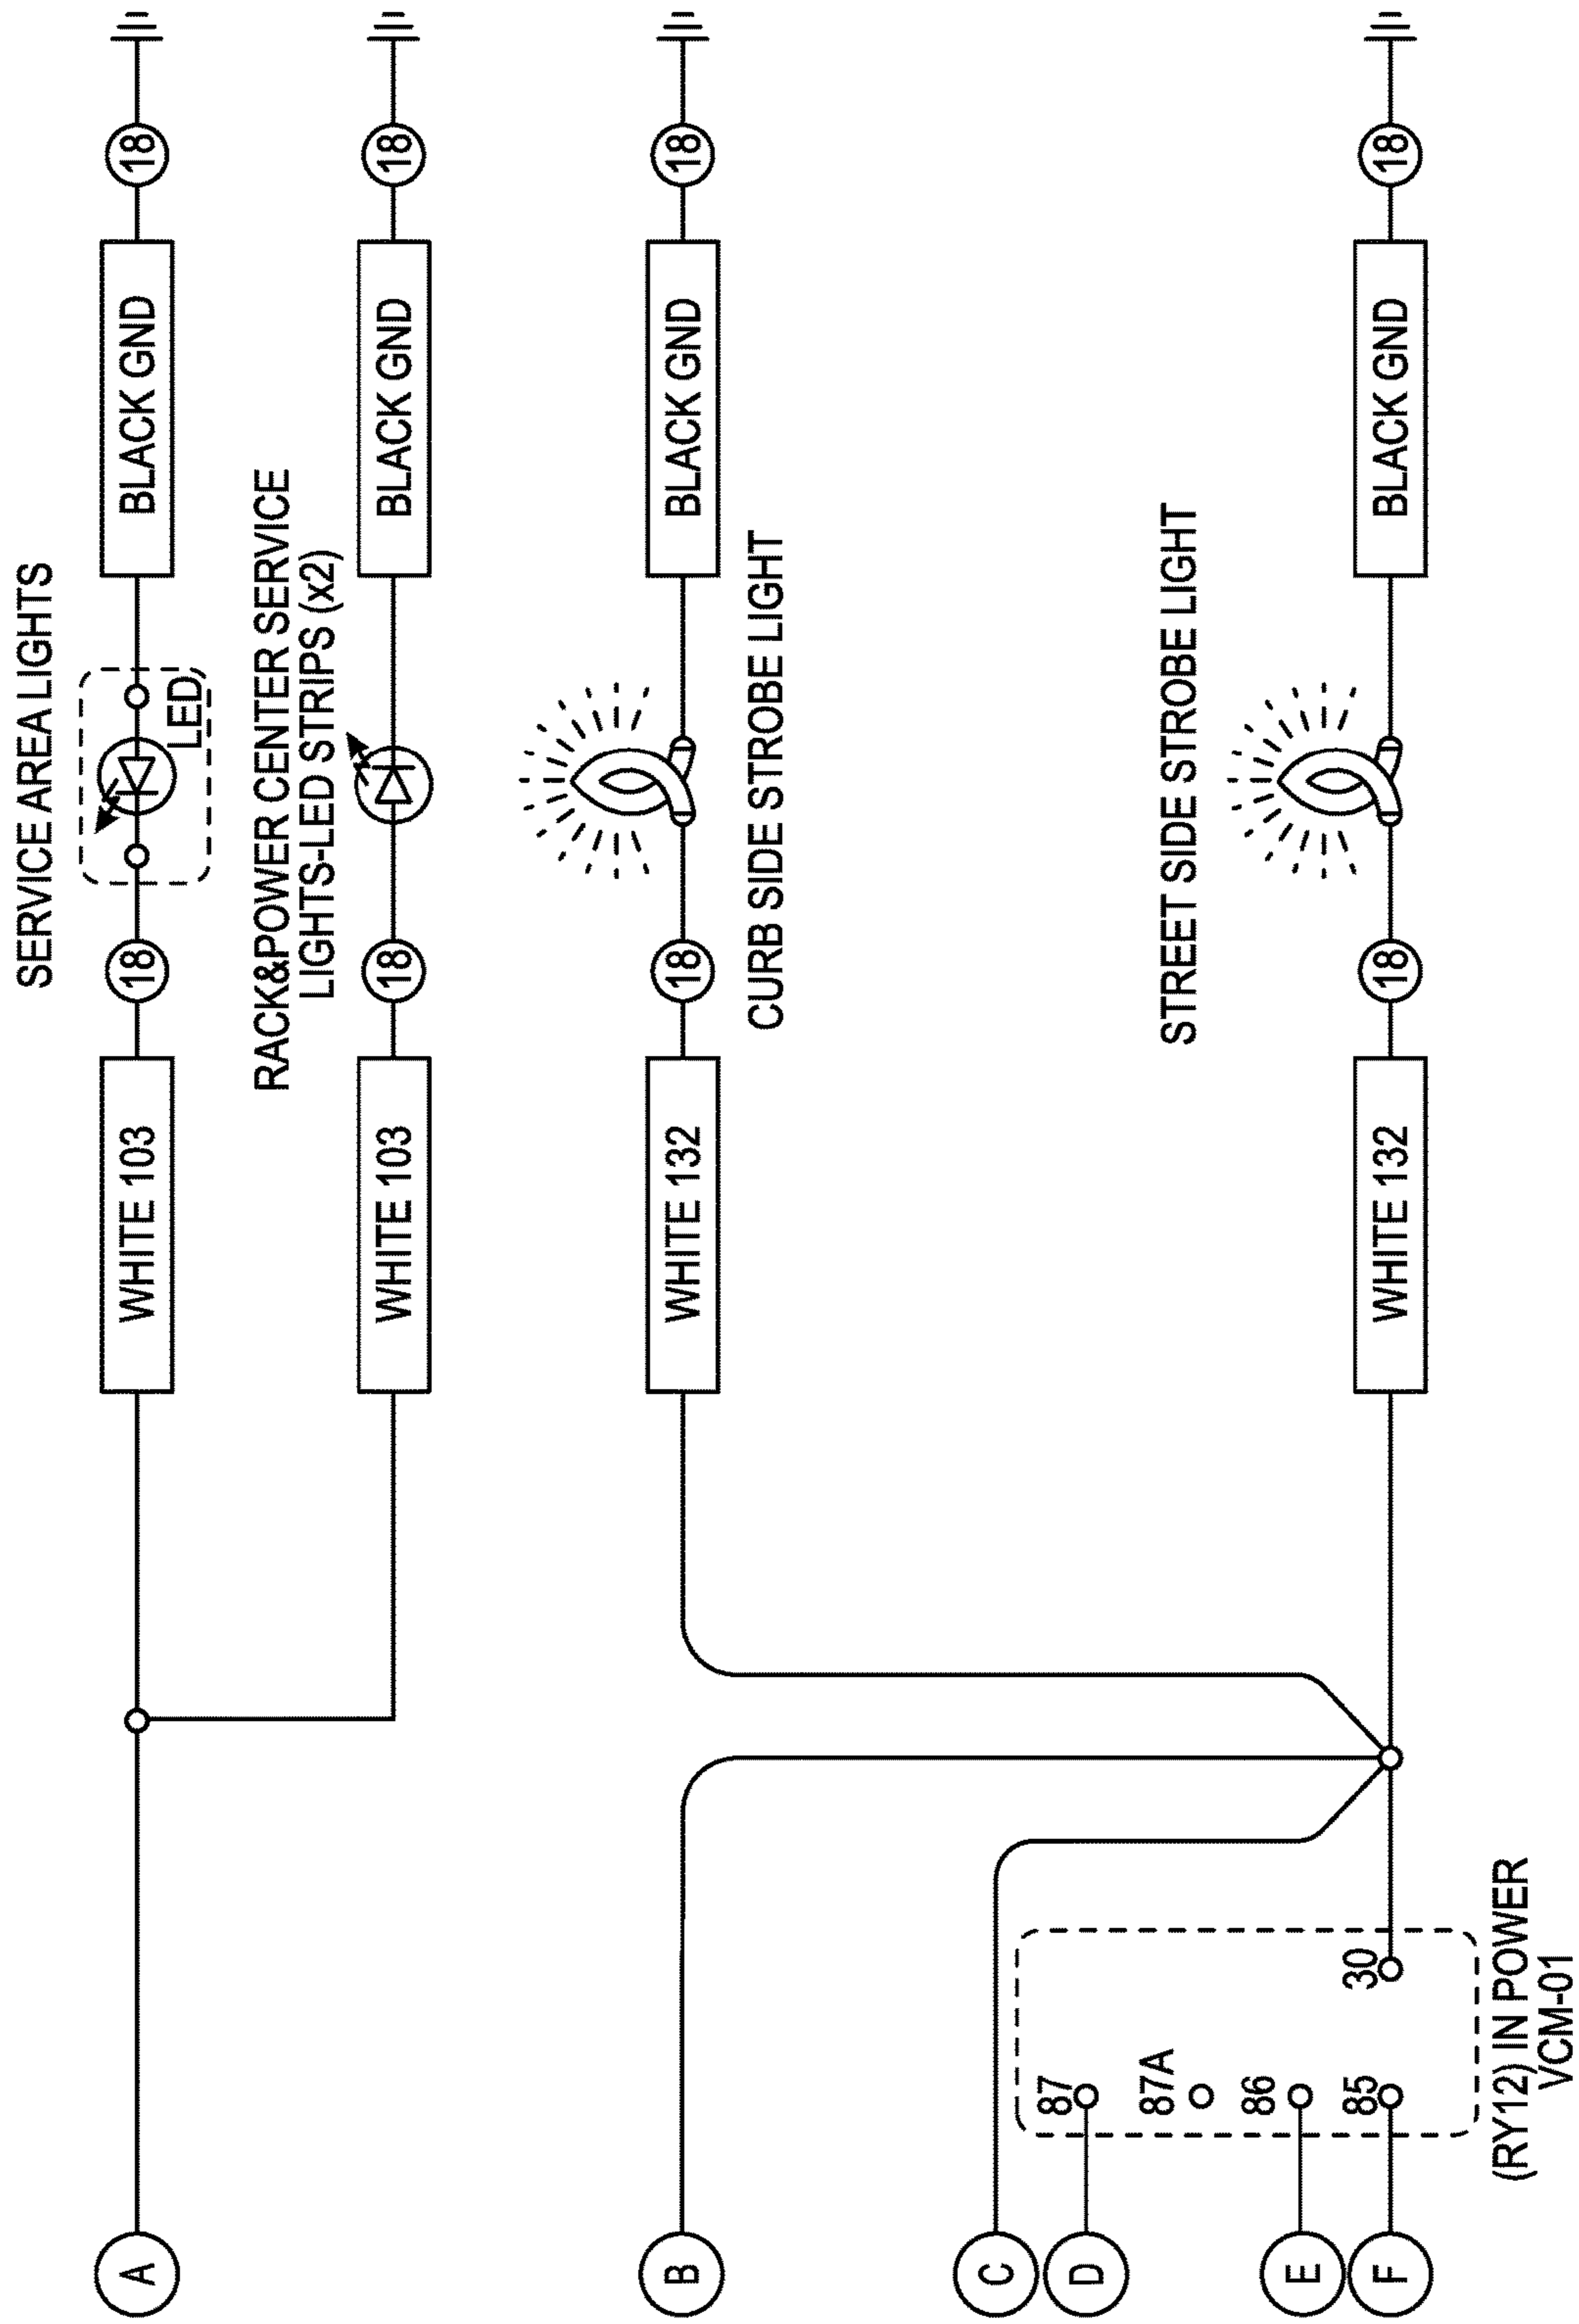 SERVICE AREA LIGHTS
A
WHITE 103
18
LED
BLACK GND
18
RACK&POWER CENTER SERVICE
LIGHTS-LED STRIPS (x2)
WHITE 103
18
BLACK GND
18
B
WHITE 132
18
BLACK GND
18
CURB SIDE STROBE LIGHT
C
D
87
87A
E
86
STREET SIDE STROBE LIGHT
F
85
30
WHITE 132
18
BLACK GND
18
(RY12) IN POWER
VCM-01